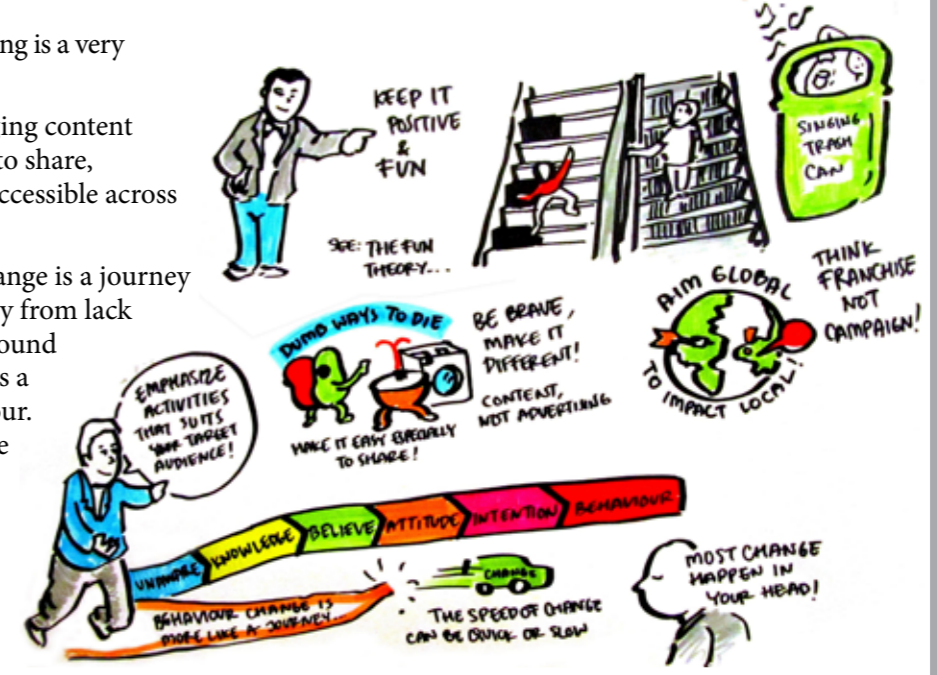 ng is a very
ing content
to share,
ccessible across
ange is a journey
y from lack
ound
s a
our.
e
KEEP IT
POSITIVE
&
FUN
SEE: THE FUN
THEORY...
SINGING
TRASH
CAN
DUMB WAYS TO DIE
MAKE IT EASY ESPECIALLY
TO SHARE!
BE BRAVE,
MAKE IT
DIFFERENT!
CONTENT,
NOT ADVERTISING
AIM GLOBAL
TO IMPACT LOCAL!
THINK
FRANCHISE
NOT
CAMPAIGN!
EMPHASIZE
ACTIVITIES
THAT SUITS
YOUR TARGET
AUDIENCE!
UNAWARE
KNOWLEDGE
BELIEVE
ATTITUDE
INTENTION
BEHAVIOUR
BEHAVIOUR CHANGE IS
MORE LIKE A JOURNEY...
CHANGE
THE SPEED OF CHANGE
CAN BE QUICK OR SLOW
MOST CHANGE
HAPPEN IN
YOUR HEAD!